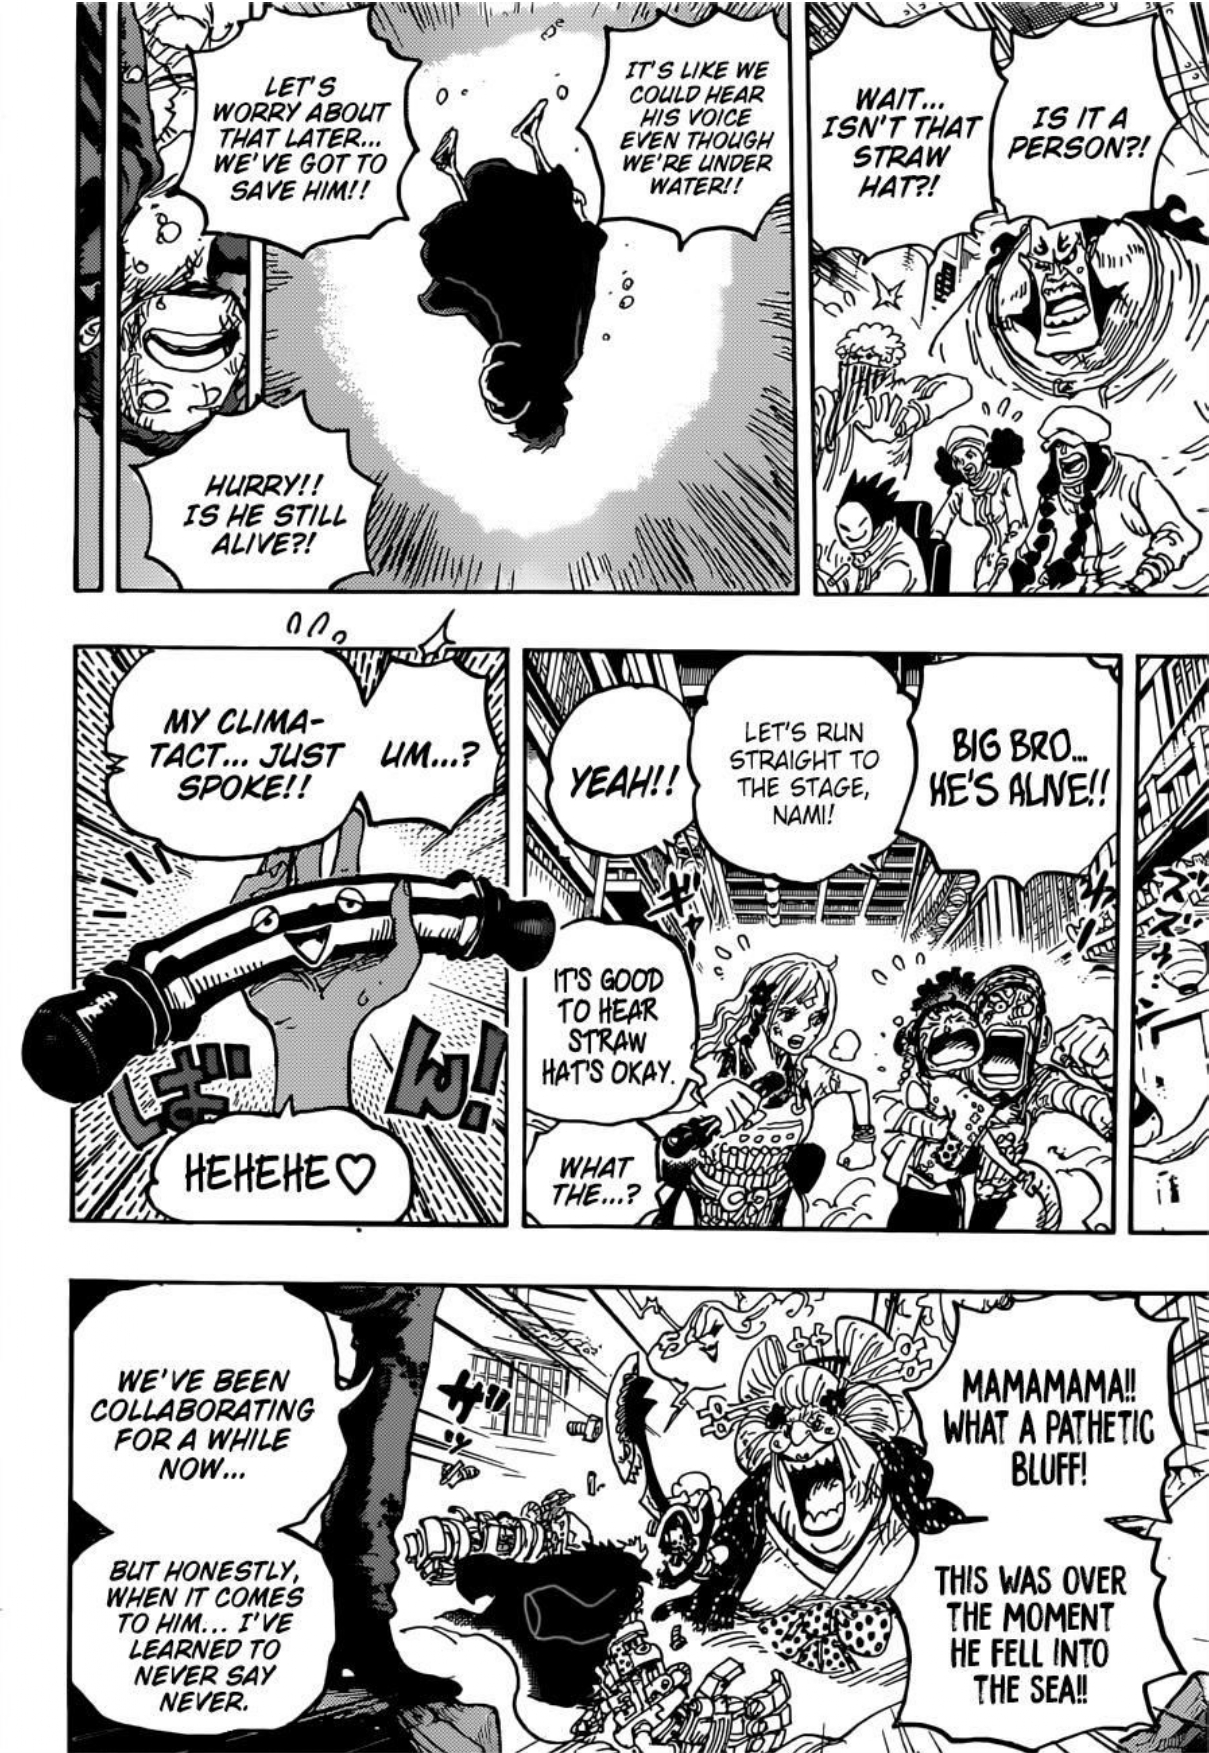 IS IT A
PERSON?!
WAIT...
ISN'T THAT
STRAW
HAT?!
IT'S LIKE WE
COULD HEAR
HIS VOICE
EVEN THOUGH
WE'RE UNDER
WATER!!
LET'S
WORRY ABOUT
THAT LATER...
WE'VE GOT TO
SAVE HIM!!
HURRY!!
IS HE STILL
ALIVE?!
BIG BRO...
HE'S ALIVE!!
LET'S RUN
STRAIGHT TO
THE STAGE,
NAMI!
YEAH!!
IT'S GOOD
TO HEAR
STRAW
HAT'S OKAY.
WHAT
THE...?
UM...?
MY CLIMA-
TACT... JUST
SPOKE!!
じぎん!
HEHEHE♡
MAMAMAMA!!
WHAT A PATHETIC
BLUFF!
THIS WAS OVER
THE MOMENT
HE FELL INTO
THE SEA!!
WE'VE BEEN
COLLABORATING
FOR A WHILE
NOW...
BUT HONESTLY,
WHEN IT COMES
TO HIM... I'VE
LEARNED TO
NEVER SAY
NEVER.